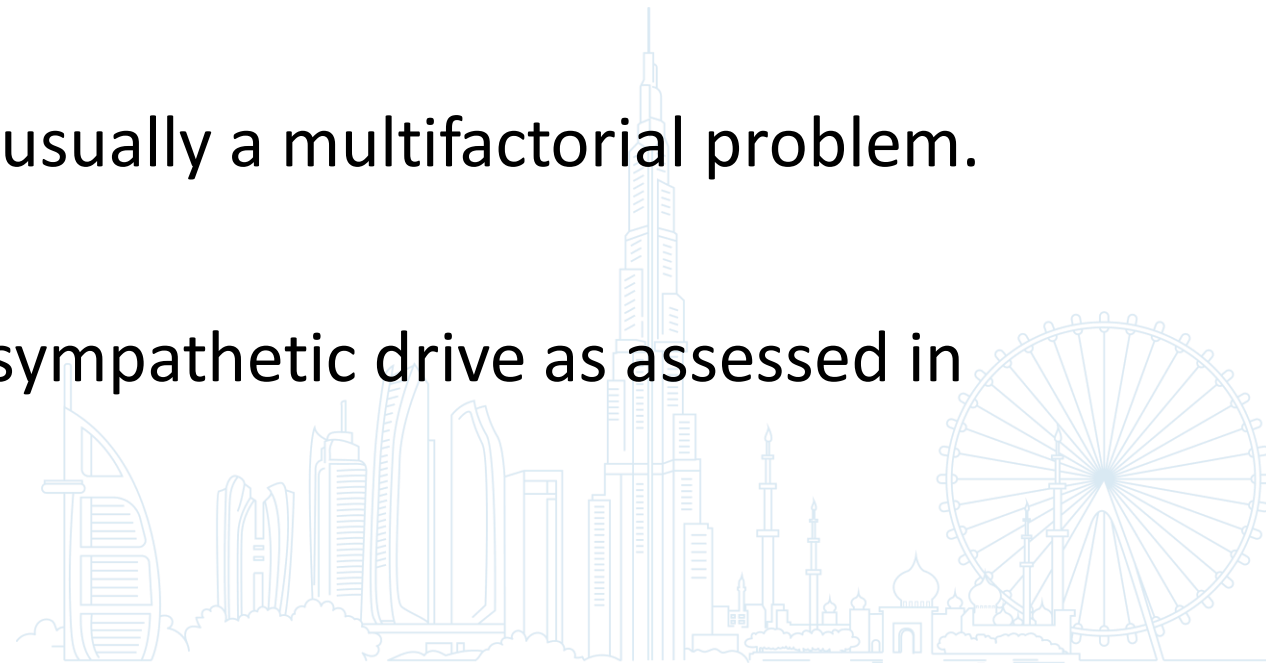 usually a multifactorial problem.
sympathetic drive as assessed in